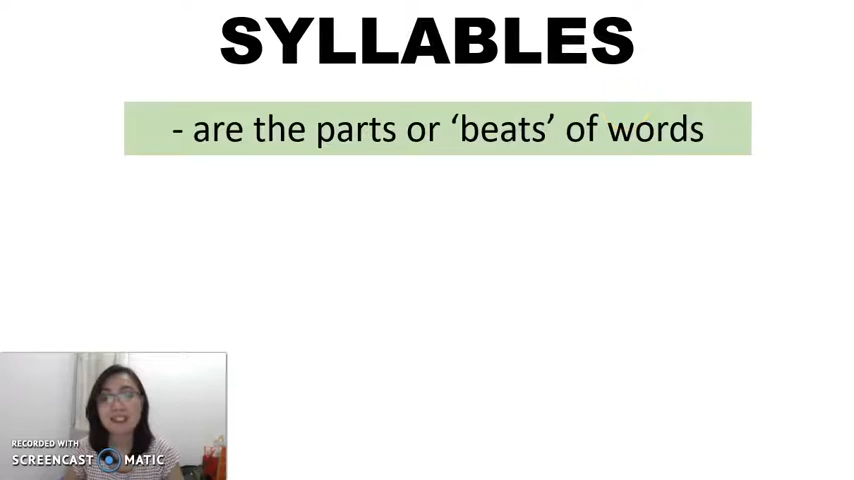 SYLLABLES
- are the parts or ‘beats’ of words
RECORDED WITH
SCREENCAST MATIC